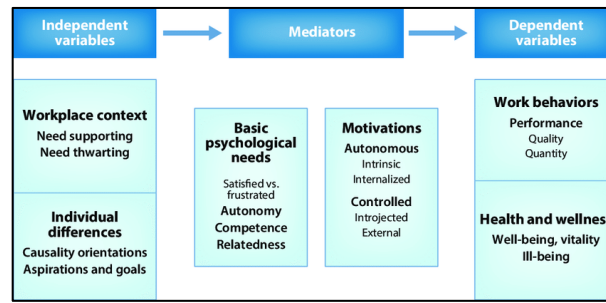 Independent
variables
Mediators
Dependent
variables
Workplace context
Need supporting
Need thwarting
Individual
differences
Causality orientations
Aspirations and goals
Basic
psychological
needs
Satisfied vs.
frustrated
Autonomy
Competence
Relatedness
Motivations
Autonomous
Intrinsic
Internalized
Controlled
Introjected
External
Work behaviors
Performance
Quality
Quantity
Health and wellnes
Well-being, vitality
Ill-being